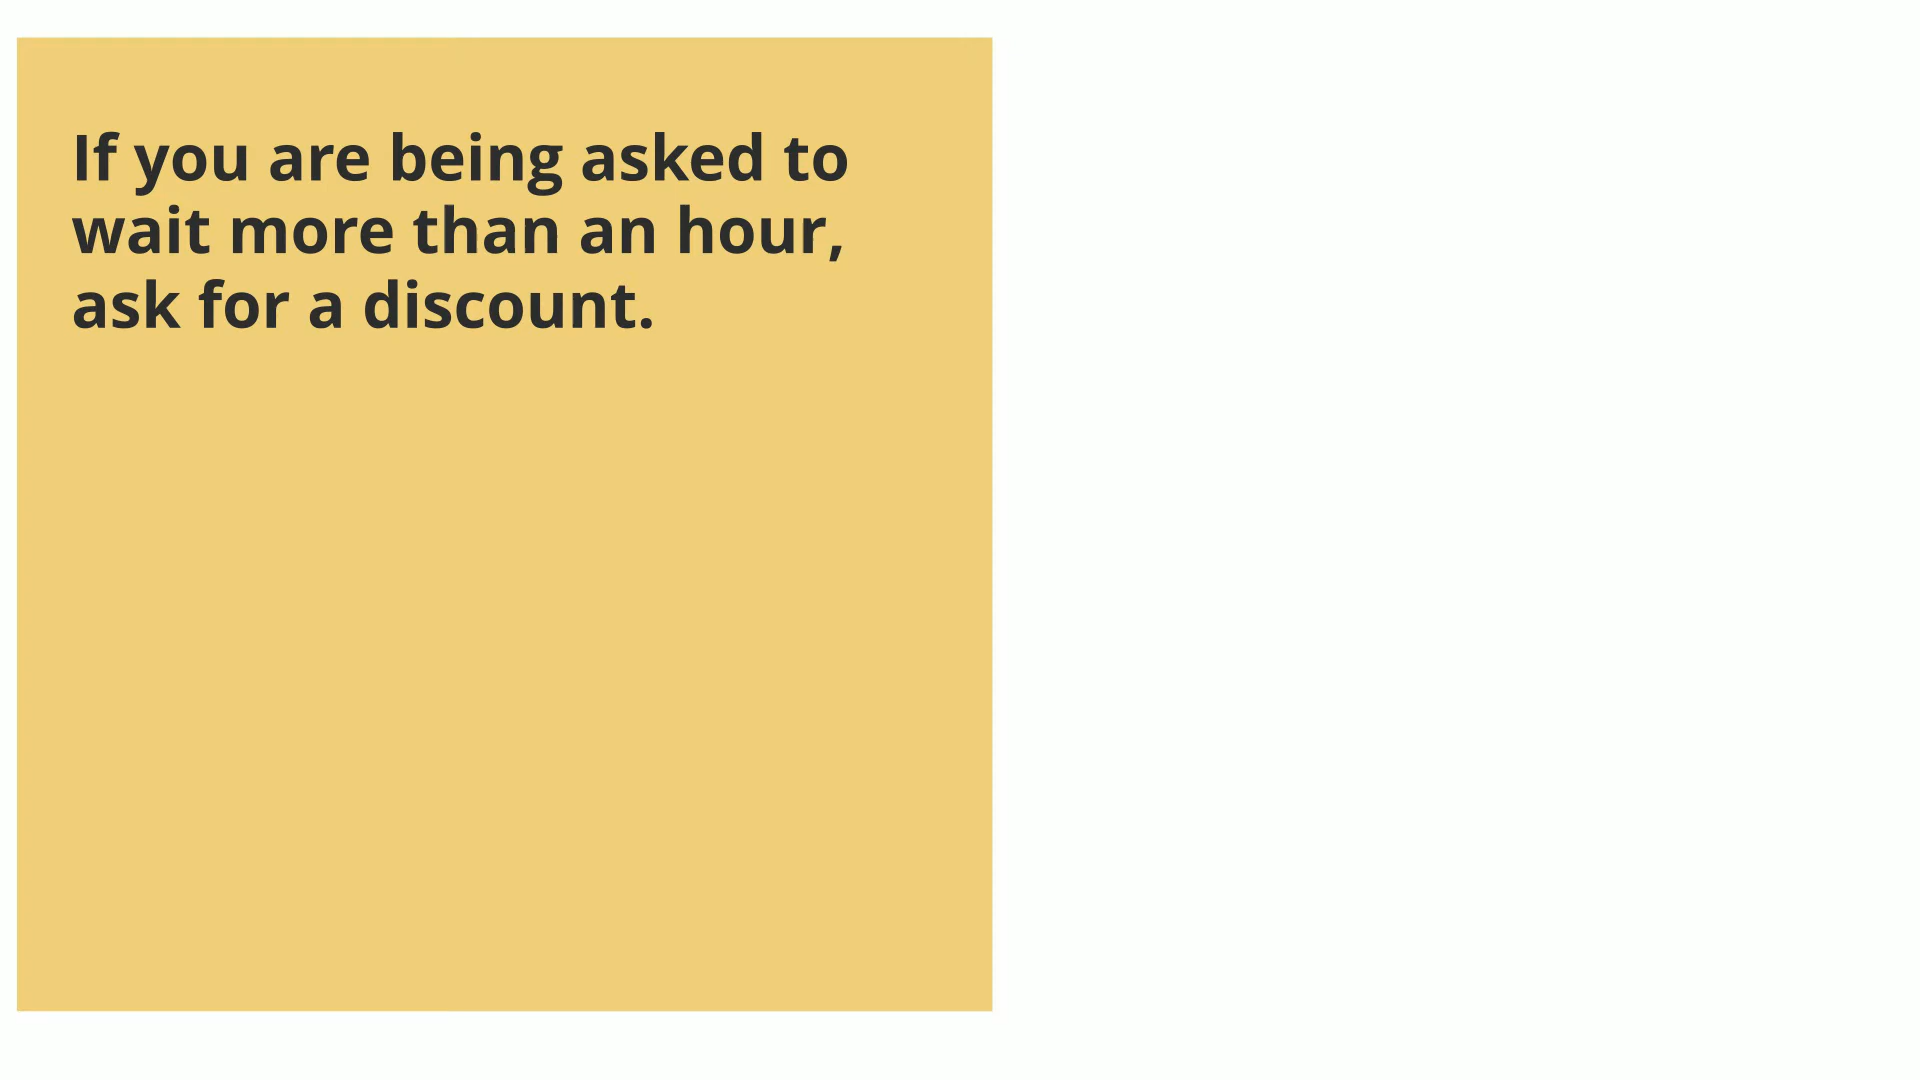 If you are being asked to
wait more than an hour,
ask for a discount.